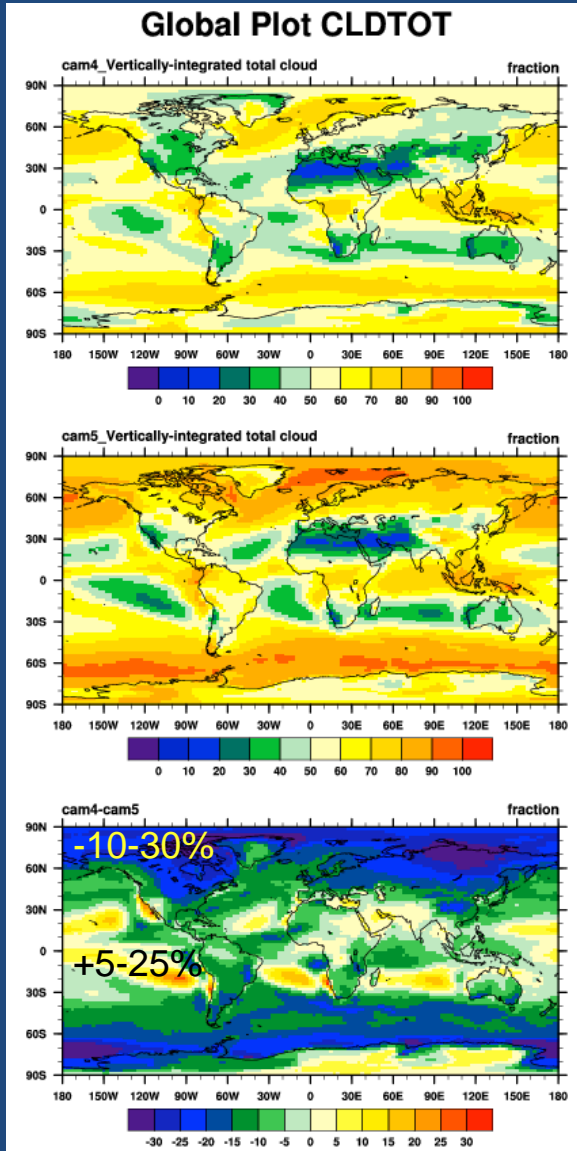 Global Plot CLDTOT
cam4_Vertically-integrated total cloud fraction
90N
60N
30N
0
30S
60S
90S
180 150W 120W 90W 60W 30W 0 30E 60E 90E 120E 150E 180
0 10 20 30 40 50 60 70 80 90 100
cam5_Vertically-integrated total cloud fraction
90N
60N
30N
0
30S
60S
90S
180 150W 120W 90W 60W 30W 0 30E 60E 90E 120E 150E 180
0 10 20 30 40 50 60 70 80 90 100
cam4-cam5 fraction
90N
-10-30%
60N
30N
0
+5-25%
30S
60S
90S
180 150W 120W 90W 60W 30W 0 30E 60E 90E 120E 150E 180
-30 -25 -20 -15 -10 -5 0 5 10 15 20 25 30